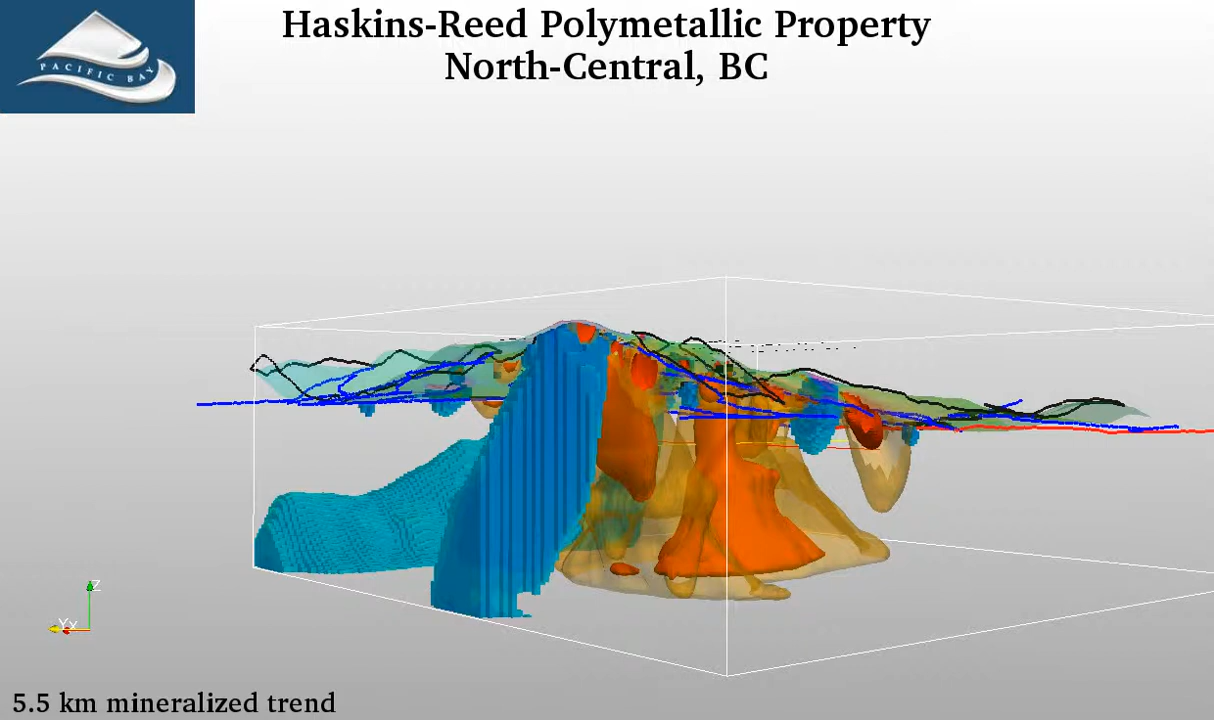 Haskins-Reed Polymetallic Property
North-Central, BC
PACIFIC BAY
Z
Y X
5.5 km mineralized trend